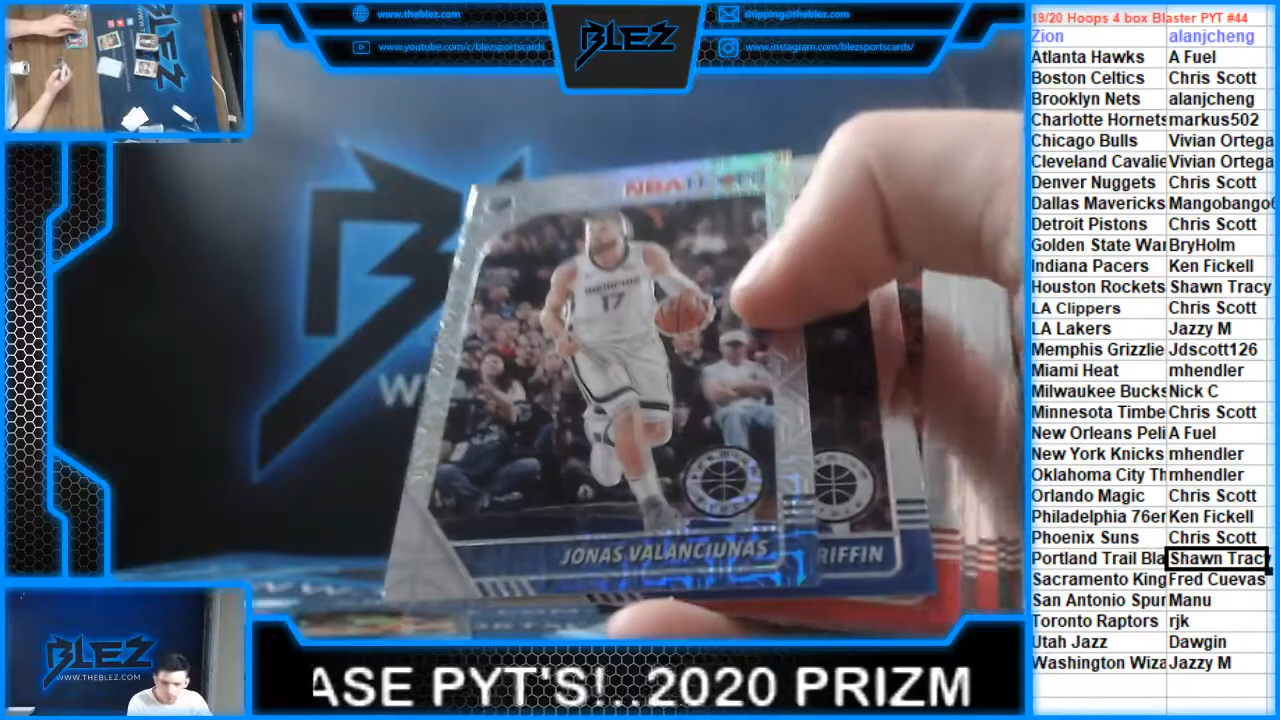 www.theblez.com
www.youtube.com/c/blezsportscards
BLEZ
shipping@theblez.com
www.instagram.com/blezsportscards/
19/20 Hoops 4 box Blaster PYT #44
Zion alanjcheng
Atlanta Hawks A Fuel
Boston Celtics Chris Scott
Brooklyn Nets alanjcheng
Charlotte Hornets markus502
Chicago Bulls Vivian Ortega
Cleveland Cavalie Vivian Ortega
Denver Nuggets Chris Scott
Dallas Mavericks Mangobango6
Detroit Pistons Chris Scott
Golden State War BryHolm
Indiana Pacers Ken Fickell
Houston Rockets Shawn Tracy
LA Clippers Chris Scott
LA Lakers Jazzy M
Memphis Grizzlie Jdscott126
Miami Heat mhendler
Milwaukee Bucks Nick C
Minnesota Timbe Chris Scott
New Orleans Peli A Fuel
New York Knicks mhendler
Oklahoma City Th mhendler
Orlando Magic Chris Scott
Philadelphia 76er Ken Fickell
Phoenix Suns Chris Scott
Portland Trail Bla Shawn Tracy
Sacramento King Fred Cuevas
San Antonio Spur Manu
Toronto Raptors rjk
Utah Jazz Dawgin
Washington Wiza Jazzy M
NBA
MEMPHIS
17
JONAS VALANCIUNAS
RIFFIN
BLEZ
WWW.THEBLEZ.COM
ASE PYT'S!..2020 PRIZM